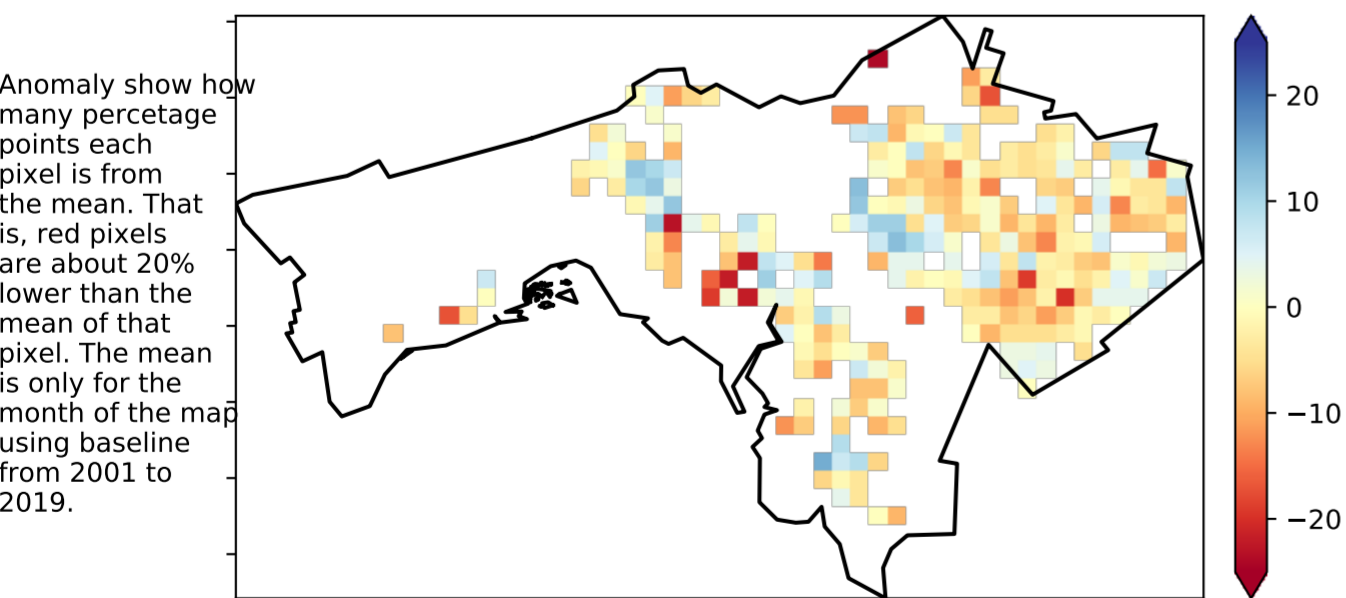 Anomaly show how
many percetage
points each
pixel is from
the mean. That
is, red pixels
are about 20%
lower than the
mean of that
pixel. The mean
is only for the
month of the map
using baseline
from 2001 to
2019.
20
10
0
−10
−20